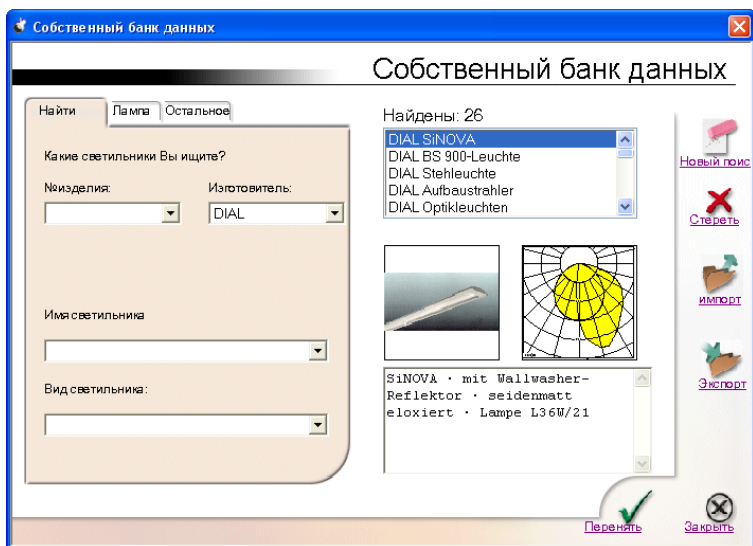 Собственный банк данных
Собственный банк данных
Найти
Лампа
Остальное
Какие светильники Вы ищите?
№изделия:
Изготовитель:
DIAL
Имя светильника
Вид светильника:
Найдены: 26
DIAL SiNOVA
DIAL BS 900-Leuchte
DIAL Stehleuchte
DIAL Aufbaustrahler
DIAL Optikleuchten
SiNOVA · mit Wallwasher-
Reflektor · seidenmatt
eloxiert · Lampe L36W/21
Новый поис
Стереть
импорт
Экспорт
Перенять
Закрыть